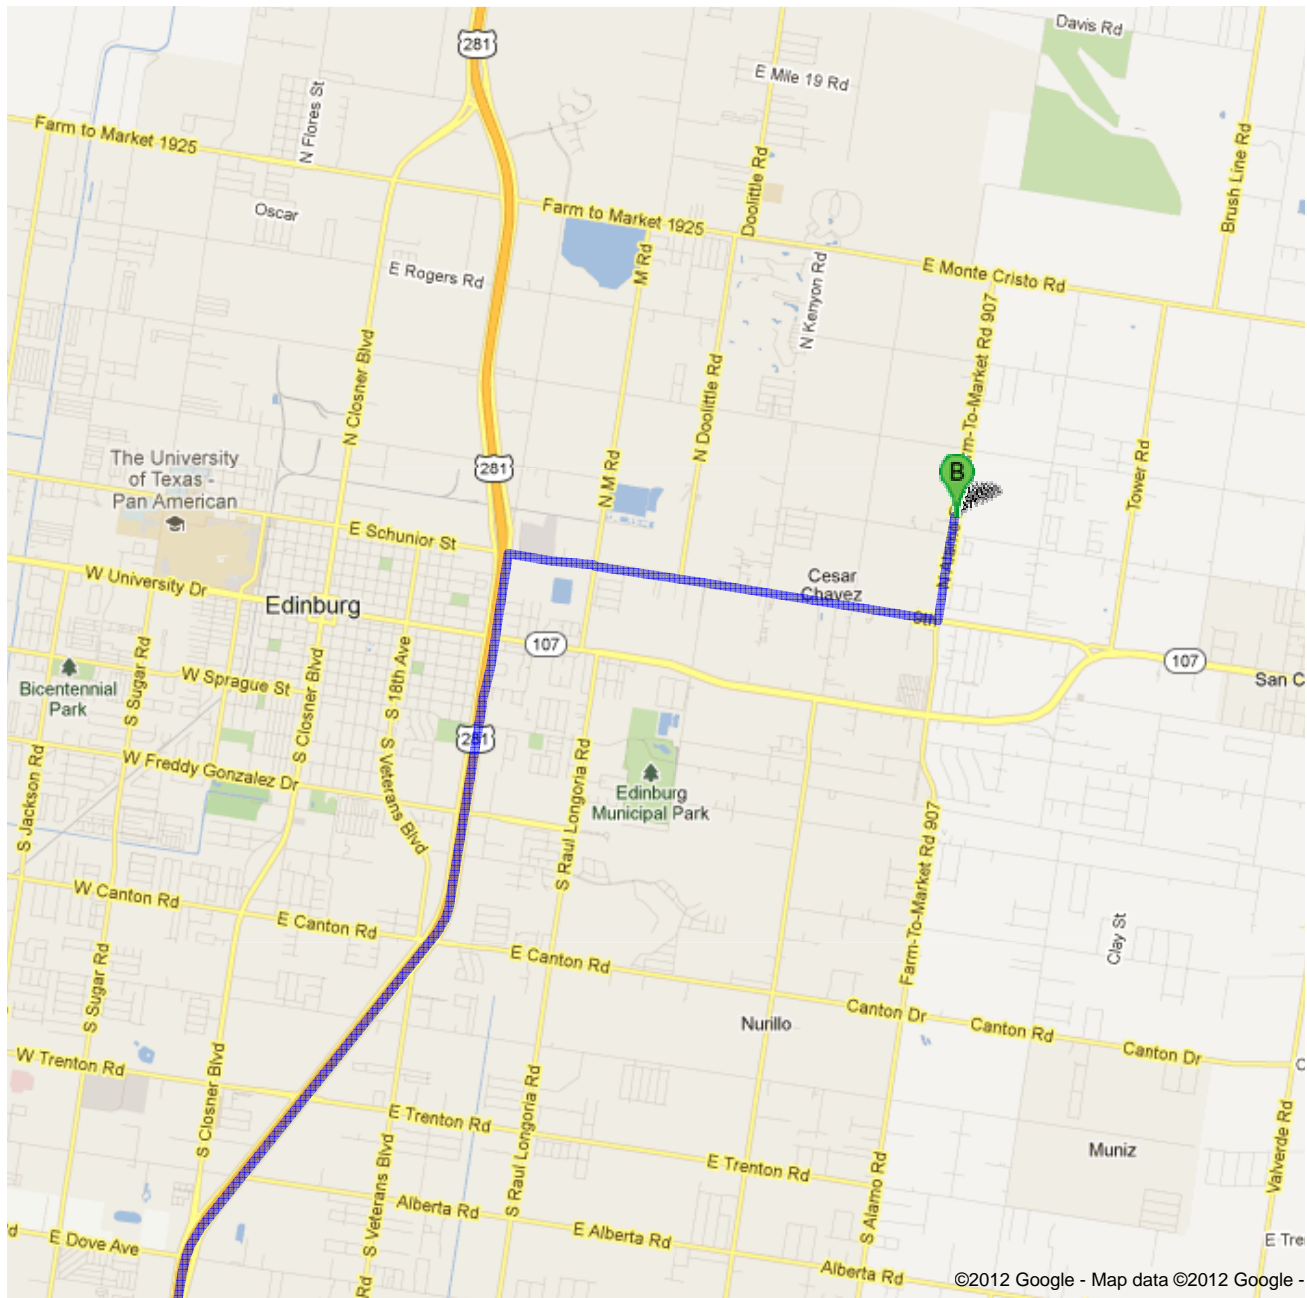 281
Davis Rd
E Mile 19 Rd
N Flores St
Farm to Market 1925
Brush Line Rd
Doolittle Rd
Oscar
Farm to Market 1925
M Rd
E Rogers Rd
N Kenyon Rd
E Monte Cristo Rd
N Closner Blvd
N Doolittle Rd
The University
of Texas -
Pan American
281
N M Rd
B
Tower Rd
E Schunior St
W University Dr
Edinburg
Cesar
Chavez
107
107
San C
S Sugar Rd
S 18th Ave
W Sprague St
Bicentennial
Park
S Closner Blvd
281
W Freddy Gonzalez Dr
S Jackson Rd
S Veterans Blvd
S Raul Longoria Rd
Edinburg
Municipal Park
Farm-To-Market Rd 907
W Canton Rd
E Canton Rd
E Canton Rd
Clay St
S Sugar Rd
Canton Dr
Canton Rd
Canton Dr
Nurillo
W Trenton Rd
S Closner Blvd
E Trenton Rd
S Raul Longoria Rd
E Trenton Rd
Muniz
Valverde Rd
S Veterans Blvd
Alberta Rd
E Alberta Rd
S Alamo Rd
E Dove Ave
E Tre
Alberta Rd
Rd
©2012 Google - Map data ©2012 Google -